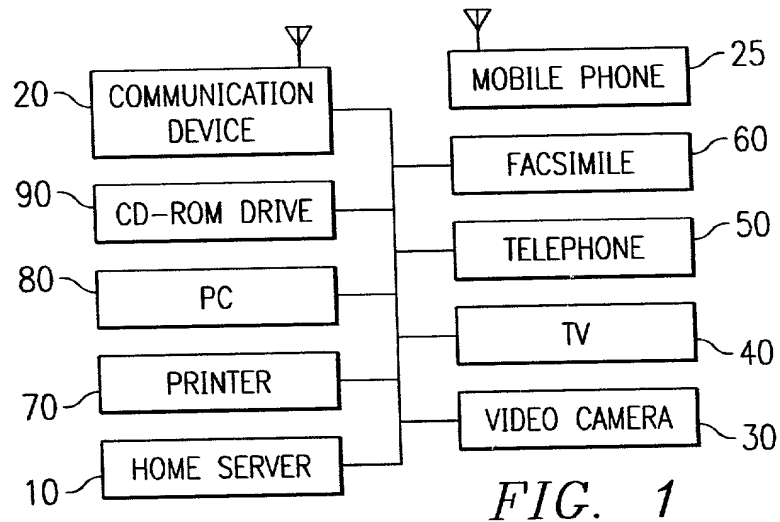 20
COMMUNICATION
DEVICE
MOBILE PHONE
25
90
CD-ROM DRIVE
FACSIMILE
60
80
PC
TELEPHONE
50
70
PRINTER
TV
40
10
HOME SERVER
VIDEO CAMERA
30
FIG. 1